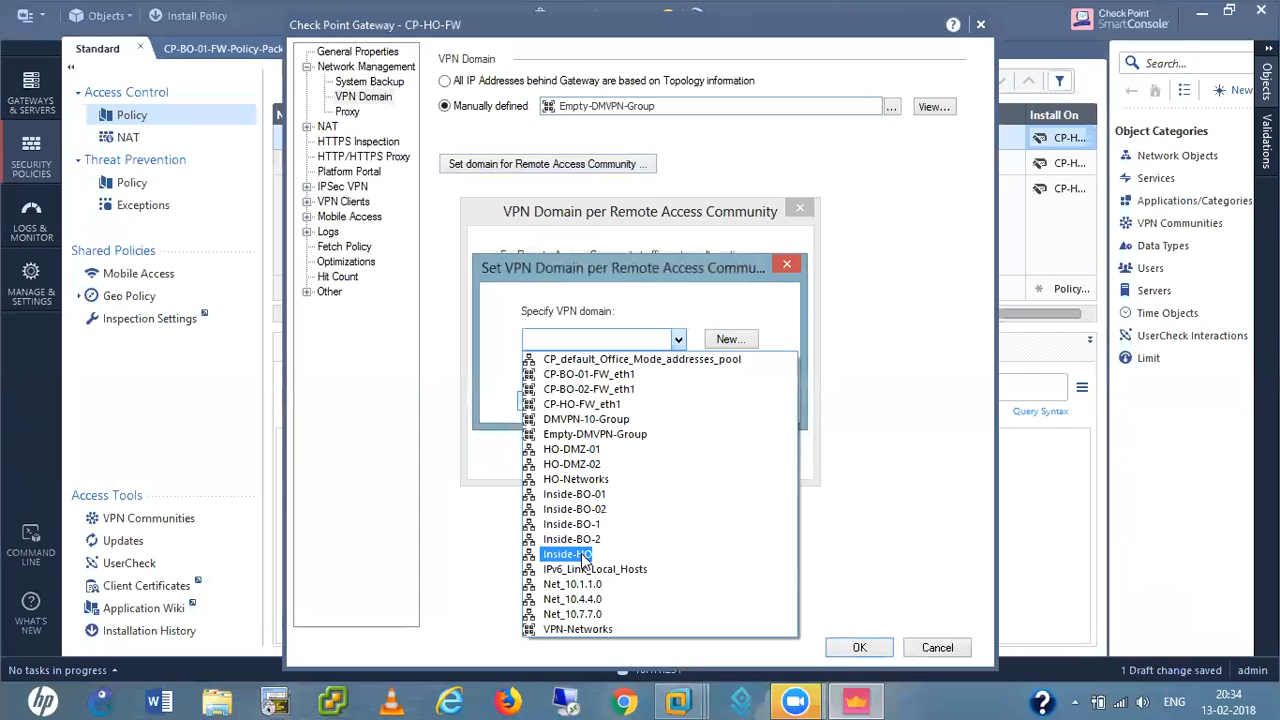 Objects
Install Policy
Check Point Gateway - CP-HO-FW
Check Point
SmartConsole
Standard
CP-BO-01-FW-Policy-Pack
GATEWAYS
& SERVERS
SECURITY
POLICIES
LOGS &
MONITOR
MANAGE &
SETTINGS
COMMAND
LINE
WHAT'S
NEW
Access Control
Policy
NAT
Threat Prevention
Policy
Exceptions
Shared Policies
Mobile Access
Geo Policy
Inspection Settings
Access Tools
VPN Communities
Updates
UserCheck
Client Certificates
Application Wiki
Installation History
General Properties
Network Management
System Backup
VPN Domain
Proxy
NAT
HTTPS Inspection
HTTP/HTTPS Proxy
Platform Portal
IPSec VPN
VPN Clients
Mobile Access
Logs
Fetch Policy
Optimizations
Hit Count
Other
VPN Domain
All IP Addresses behind Gateway are based on Topology information
Manually defined
Empty-DMVPN-Group
...
View...
Set domain for Remote Access Community ...
VPN Domain per Remote Access Community
Set VPN Domain per Remote Access Commu...
Specify VPN domain:
New...
CP_default_Office_Mode_addresses_pool
CP-BO-01-FW_eth1
CP-BO-02-FW_eth1
CP-HO-FW_eth1
DMVPN-10-Group
Empty-DMVPN-Group
HO-DMZ-01
HO-DMZ-02
HO-Networks
Inside-BO-01
Inside-BO-02
Inside-BO-1
Inside-BO-2
Inside-HO
IPv6_Link_Local_Hosts
Net_10.1.1.0
Net_10.4.4.0
Net_10.7.7.0
VPN-Networks
OK
Cancel
Install On
CP-H...
CP-H...
CP-H...
Policy...
Query Syntax
Search...
New
Object Categories
Network Objects
Services
Applications/Categories
VPN Communities
Data Types
Users
Servers
Time Objects
UserCheck Interactions
Limit
Objects
Validations
No tasks in progress
1 Draft change saved
admin
ENG
20:34
13-02-2018